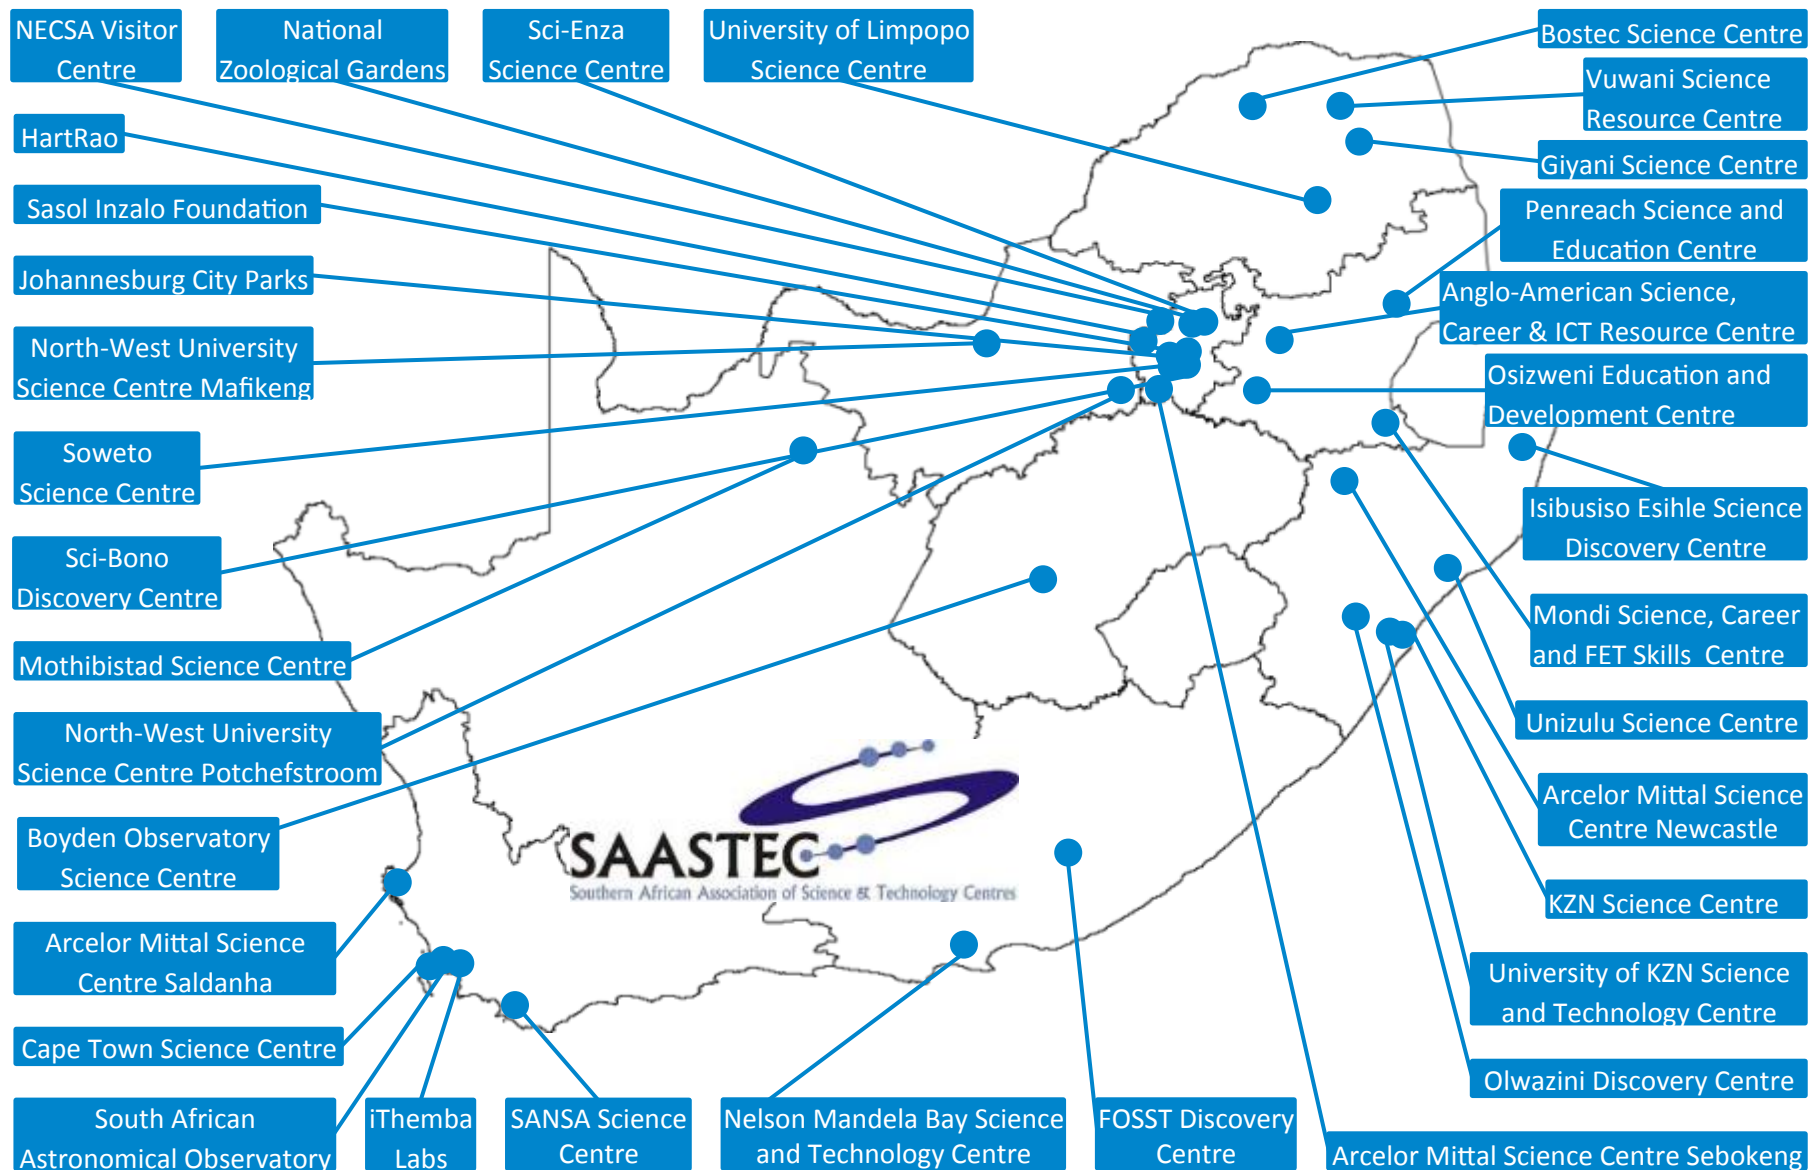 NECSA Visitor
Centre
National
Zoological Gardens
Sci-Enza
Science Centre
University of Limpopo
Science Centre
Bostec Science Centre
Vuwani Science
Resource Centre
HartRao
Giyani Science Centre
Sasol Inzalo Foundation
Penreach Science and
Education Centre
Johannesburg City Parks
Anglo-American Science,
Career & ICT Resource Centre
North-West University
Science Centre Mafikeng
Osizweni Education and
Development Centre
Soweto
Science Centre
Isibusiso Esihle Science
Discovery Centre
Sci-Bono
Discovery Centre
Mondi Science, Career
and FET Skills Centre
Mothibistad Science Centre
Unizulu Science Centre
North-West University
Science Centre Potchefstroom
Arcelor Mittal Science
Centre Newcastle
Boyden Observatory
Science Centre
SAASTEC
Southern African Association of Science & Technology Centres
KZN Science Centre
Arcelor Mittal Science
Centre Saldanha
University of KZN Science
and Technology Centre
Cape Town Science Centre
Olwazini Discovery Centre
South African
Astronomical Observatory
iThemba
Labs
SANSA Science
Centre
Nelson Mandela Bay Science
and Technology Centre
FOSST Discovery
Centre
Arcelor Mittal Science Centre Sebokeng